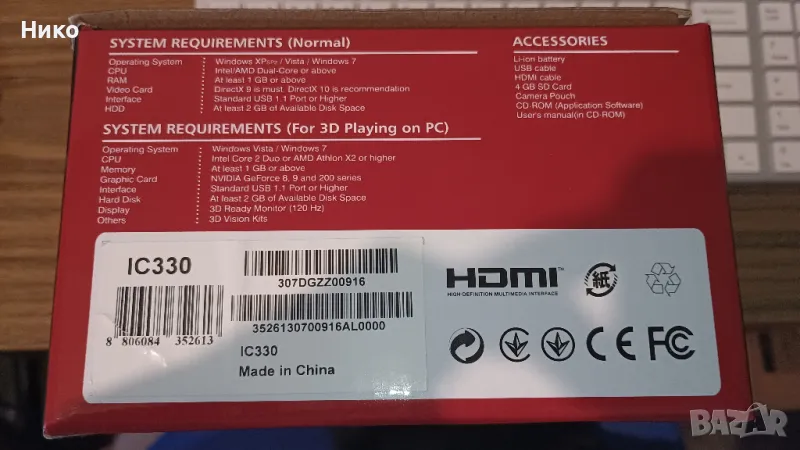 Нико
SYSTEM REQUIREMENTS (Normal)
Operating System : Windows XP SP2 / Vista / Windows 7
CPU : Intel/AMD Dual-Core or above
RAM : At least 1 GB or above
Video Card : DirectX 9 is must. DirectX 10 is recommendation
Interface : Standard USB 1.1 Port or Higher
HDD : At least 2 GB of Available Disk Space
SYSTEM REQUIREMENTS (For 3D Playing on PC)
Operating System : Windows Vista / Windows 7
CPU : Intel Core 2 Duo or AMD Athlon X2 or higher
Memory : At least 1 GB or above
Graphic Card : NVIDIA GeForce 8, 9 and 200 series
Interface : Standard USB 1.1 Port or Higher
Hard Disk : At least 2 GB of Available Disk Space
Display : 3D Ready Monitor (120 Hz)
Others : 3D Vision Kits
ACCESSORIES
Li-ion battery
USB cable
HDMI cable
4 GB SD Card
Camera Pouch
CD-ROM (Application Software)
User's manual(in CD-ROM)
IC330
8 806084 352613
307DGZZ00916
3526130700916AL0000
IC330
Made in China
HDMI™
HIGH-DEFINITION MULTIMEDIA INTERFACE
紙
CE FC
BAZAR